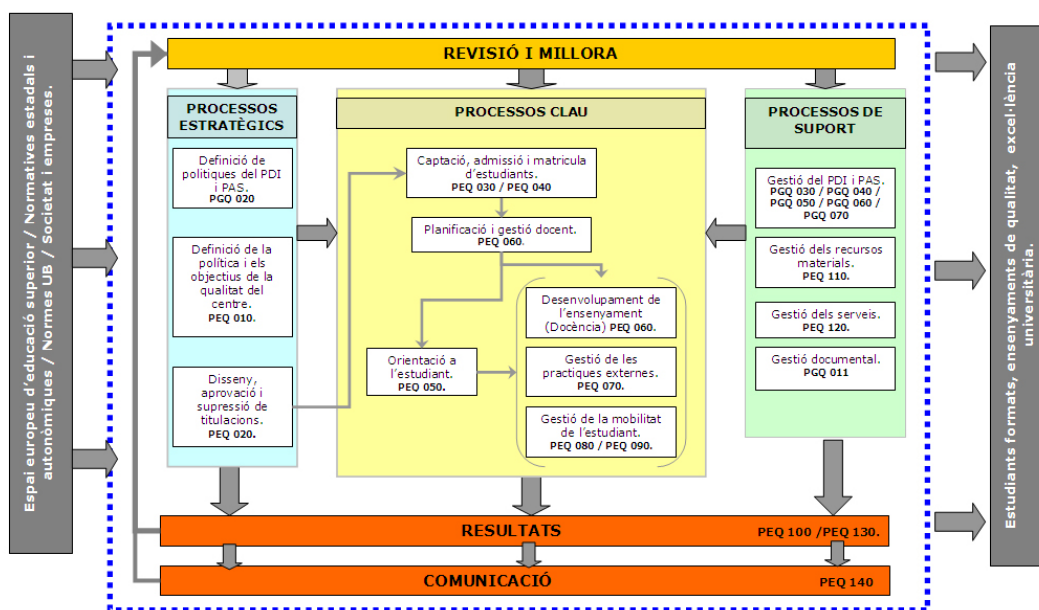 Espai europeu d'educació superior / Normatives estadals i
autonòmiques / Normes UB / Societat i empreses.
REVISIÓ I MILLORA
PROCESSOS
ESTRATÈGICS
Definició de
politiques del PDI
i PAS.
PGQ 020
Definició de la
política i els
objectius de la
qualitat del
centre.
PEQ 010.
Disseny,
aprovació i
supressió de
titulacions.
PEQ 020.
PROCESSOS CLAU
Captació, admissió i matricula
d'estudiants.
PEQ 030 / PEQ 040
Planificació i gestió docent.
PEQ 060.
Desenvolupament de
l'ensenyament
(Docència) PEQ 060.
Orientació a
l'estudiant.
PEQ 050.
Gestió de les
practiques externes.
PEQ 070.
Gestió de la mobilitat
de l'estudiant.
PEQ 080 / PEQ 090.
PROCESSOS DE
SUPORT
Gestió del PDI i PAS.
PGQ 030 / PGQ 040 /
PGQ 050 / PGQ 060 /
PGQ 070
Gestió dels recursos
materials.
PEQ 110.
Gestió dels serveis.
PEQ 120.
Gestió documental.
PGQ 011
RESULTATS
PEQ 100 /PEQ 130.
COMUNICACIÓ
PEQ 140
Estudiants formats, ensenyaments de qualitat, excel·lència
universitària.